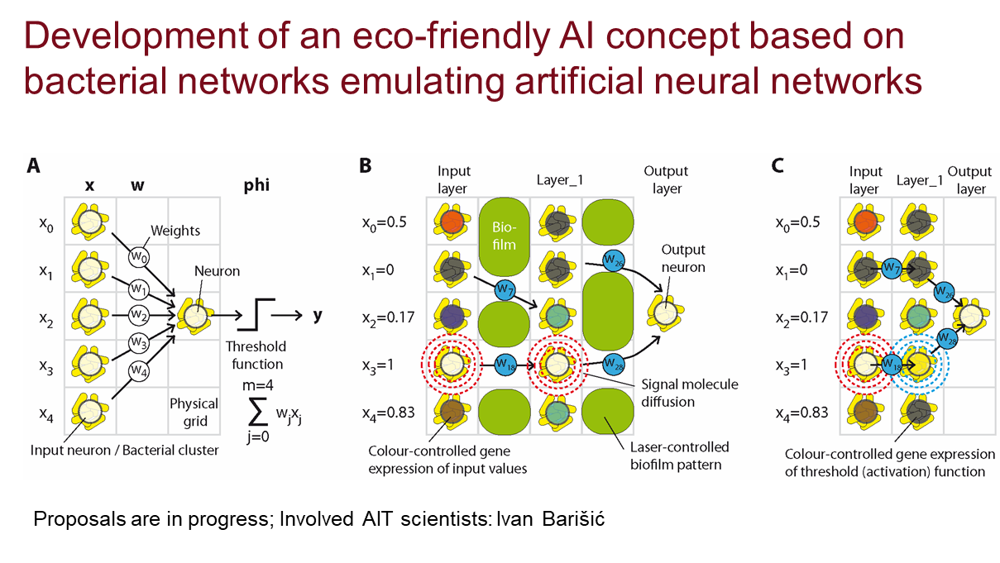 Development of an eco-friendly AI concept based on
bacterial networks emulating artificial neural networks
A
x
w
phi
x0
x1
x2
x3
x4
Weights
w0
w1
w2
w3
w4
Neuron
y
Threshold
function
m=4
∑ wjxj
j=0
Physical
grid
Input neuron / Bacterial cluster
B
Input
layer
Layer_1
Output
layer
x0=0.5
x1=0
x2=0.17
x3=1
x4=0.83
Bio-
film
W7
W18
W26
W28
Output
neuron
Signal molecule
diffusion
Colour-controlled gene
expression of input values
Laser-controlled
biofilm pattern
C
Input
layer
Layer_1
Output
layer
x0=0.5
x1=0
x2=0.17
x3=1
x4=0.83
W7
W26
W28
W18
Colour-controlled gene expression
of threshold (activation) function
Proposals are in progress; Involved AIT scientists: Ivan Barišić